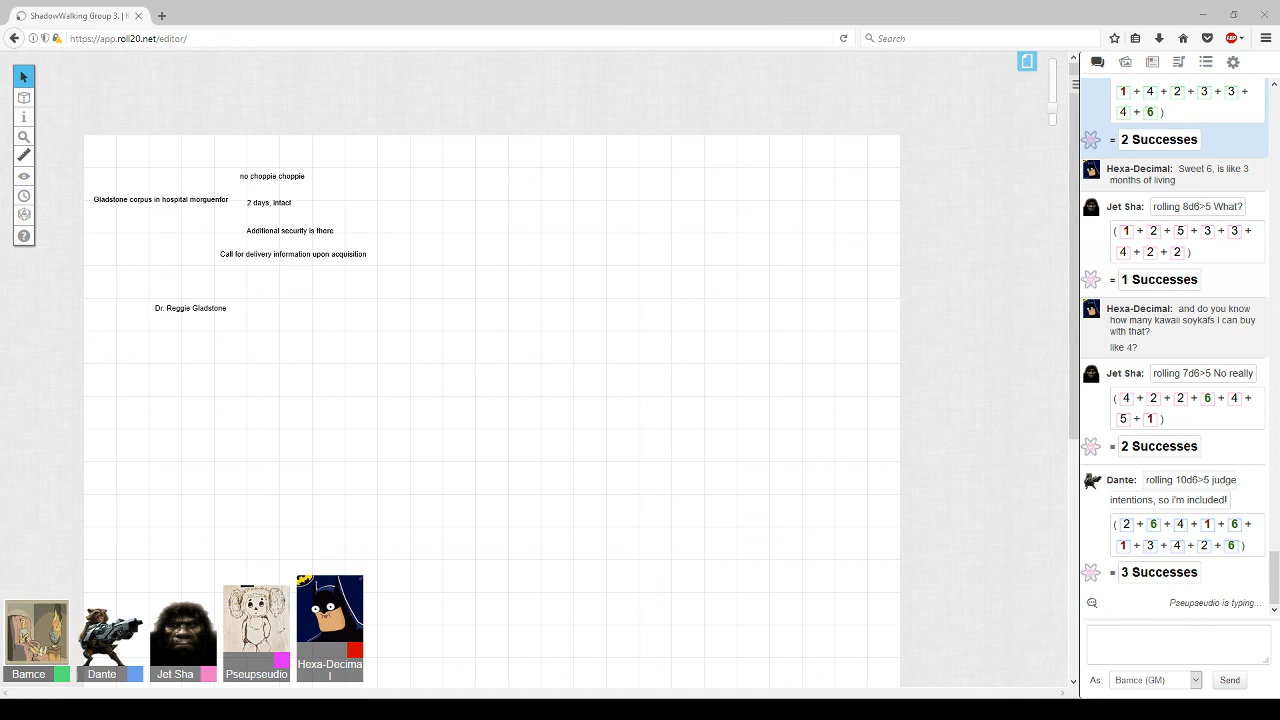 ShadowWalking Group 3. | R
https://app.roll20.net/editor/
Search
no choppie choppie
Gladstone corpus in hospital morguenfor
2 days, intact
Additional security is there
Call for delivery information upon acquisition
Dr. Reggie Gladstone
Bamce
Dante
Jet Sha
Pseupseudio
Hexa-Decima
l
1 + 4 + 2 + 3 + 3 +
4 + 6 )
= 2 Successes
Hexa-Decimal: Sweet 6, is like 3
months of living
Jet Sha: rolling 8d6>5 What?
( 1 + 2 + 5 + 3 + 3 +
4 + 2 + 2 )
= 1 Successes
Hexa-Decimal: and do you know
how many kawaii soykafs I can buy
with that?
like 4?
Jet Sha: rolling 7d6>5 No really
( 4 + 2 + 2 + 6 + 4 +
5 + 1 )
= 2 Successes
Dante: rolling 10d6>5 judge
intentions, so i'm included!
( 2 + 6 + 4 + 1 + 6 +
1 + 3 + 4 + 2 + 6 )
= 3 Successes
Pseupseudio is typing...
As: Bamce (GM) Send